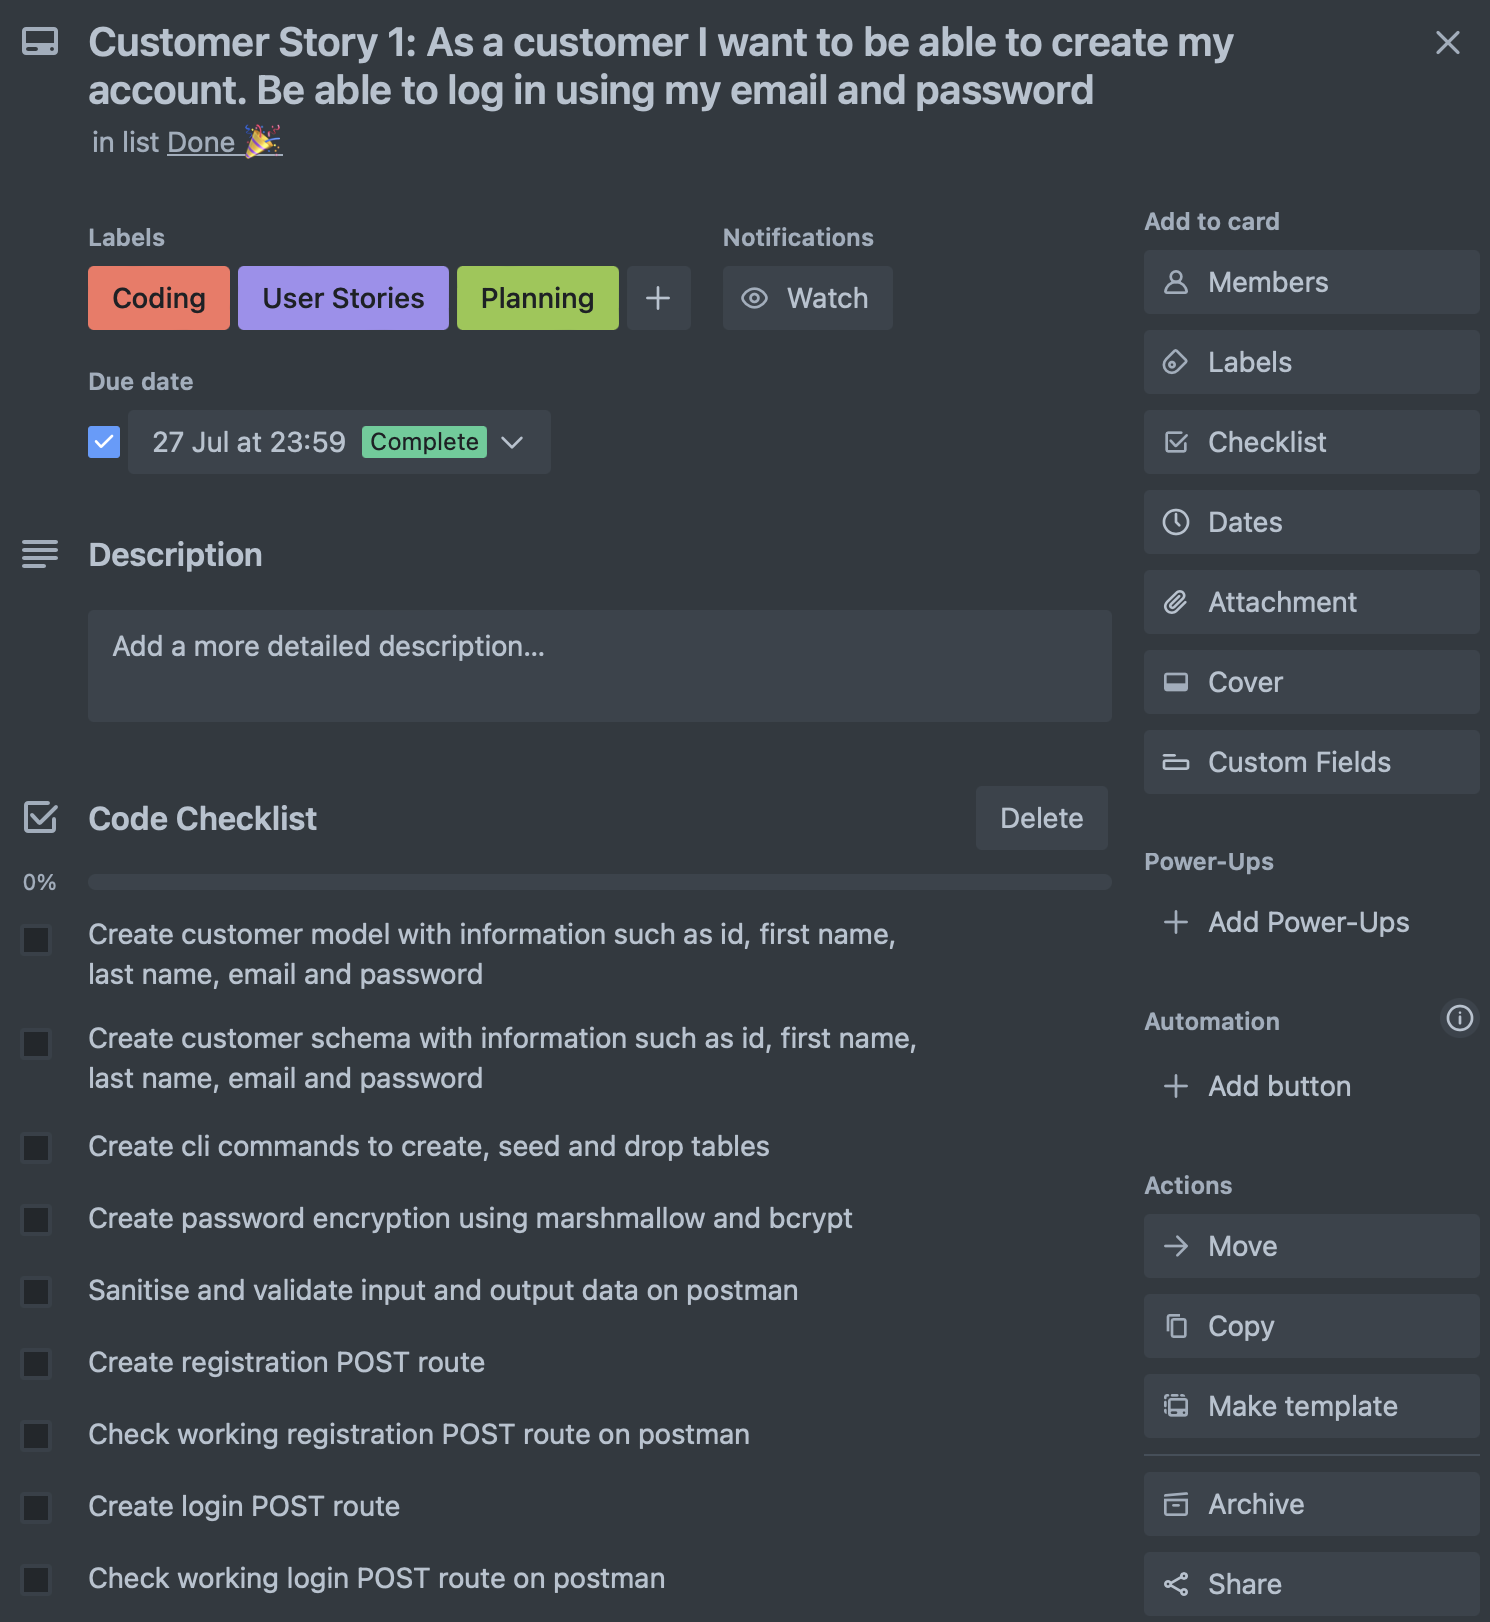 Customer Story 1: As a customer I want to be able to create my
account. Be able to log in using my email and password
in list Done 🎉
Labels
Coding
User Stories
Planning
Notifications
Watch
Due date
27 Jul at 23:59 Complete
Description
Add a more detailed description...
Code Checklist
Delete
0%
Create customer model with information such as id, first name,
last name, email and password
Create customer schema with information such as id, first name,
last name, email and password
Create cli commands to create, seed and drop tables
Create password encryption using marshmallow and bcrypt
Sanitise and validate input and output data on postman
Create registration POST route
Check working registration POST route on postman
Create login POST route
Check working login POST route on postman
Add to card
Members
Labels
Checklist
Dates
Attachment
Cover
Custom Fields
Power-Ups
Add Power-Ups
Automation
Add button
Actions
Move
Copy
Make template
Archive
Share